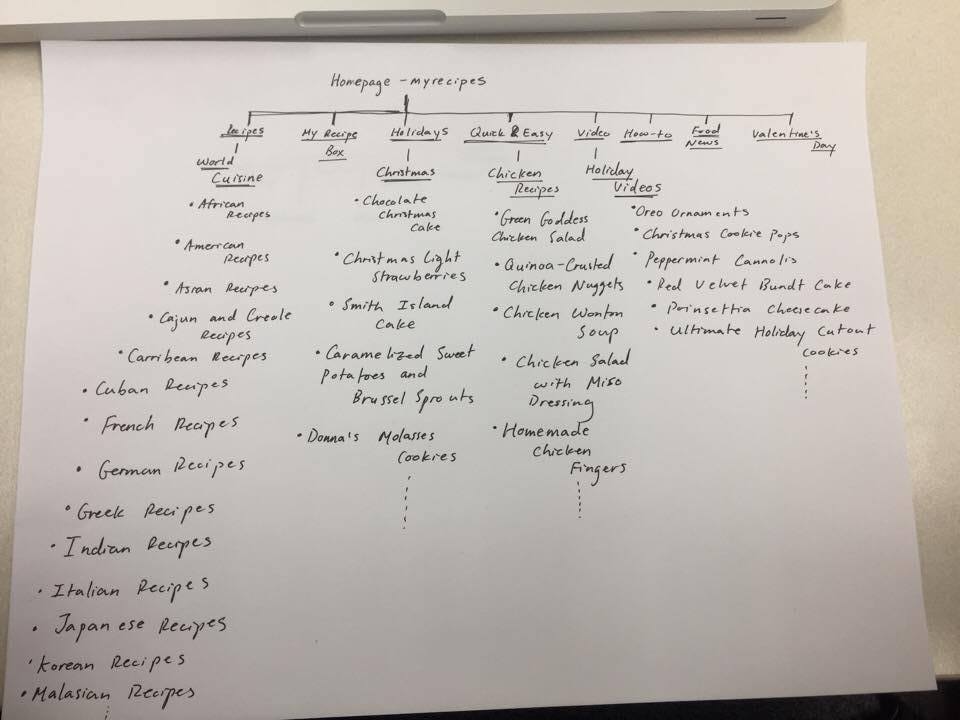 Homepage - myrecipes
Recipes
My Recipe
Box
Holidays
Quick & Easy
Video
How-to
Food
News
Valentine's
Day
World
Cuisine
• African
Recipes
• American
Recipes
• Asian Recipes
• Cajun and Creole
Recipes
• Carribean Recipes
• Cuban Recipes
• French Recipes
• German Recipes
• Greek Recipes
• Indian Recipes
• Italian Recipes
• Japanese Recipes
• Korean Recipes
• Malasian Recipes
Christmas
• Chocolate
Christmas
Cake
• Christmas Light
Strawberries
• Smith Island
Cake
• Caramelized Sweet
Potatoes and
Brussel Sprouts
• Donna's Molasses
Cookies
Chicken
Recipes
• Green Goddess
Chicken Salad
• Quinoa-Crusted
Chicken Nuggets
• Chicken Wonton
Soup
• Chicken Salad
with Miso
Dressing
• Homemade
Chicken
Fingers
Holiday
Videos
• Oreo Ornaments
• Christmas Cookie Pops
• Peppermint Cannolis
• Red Velvet Bundt Cake
• Poinsettia Cheesecake
• Ultimate Holiday Cutout
Cookies